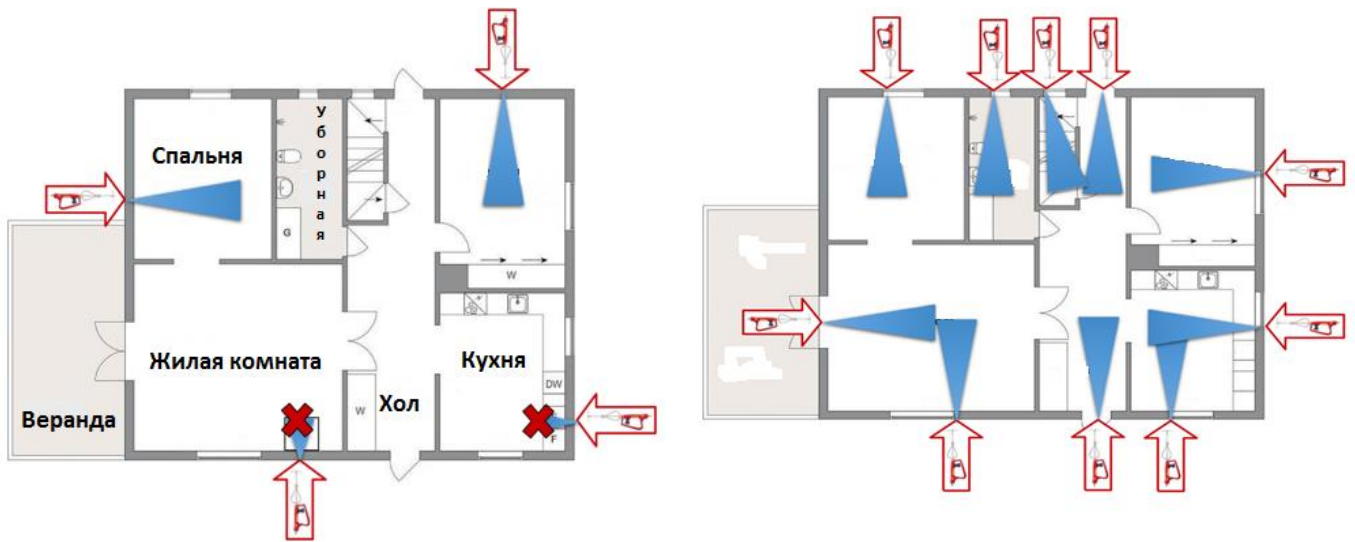 Спальня
Уборная
G
W
Жилая комната
Кухня
DW
Веранда
W
Хол
F